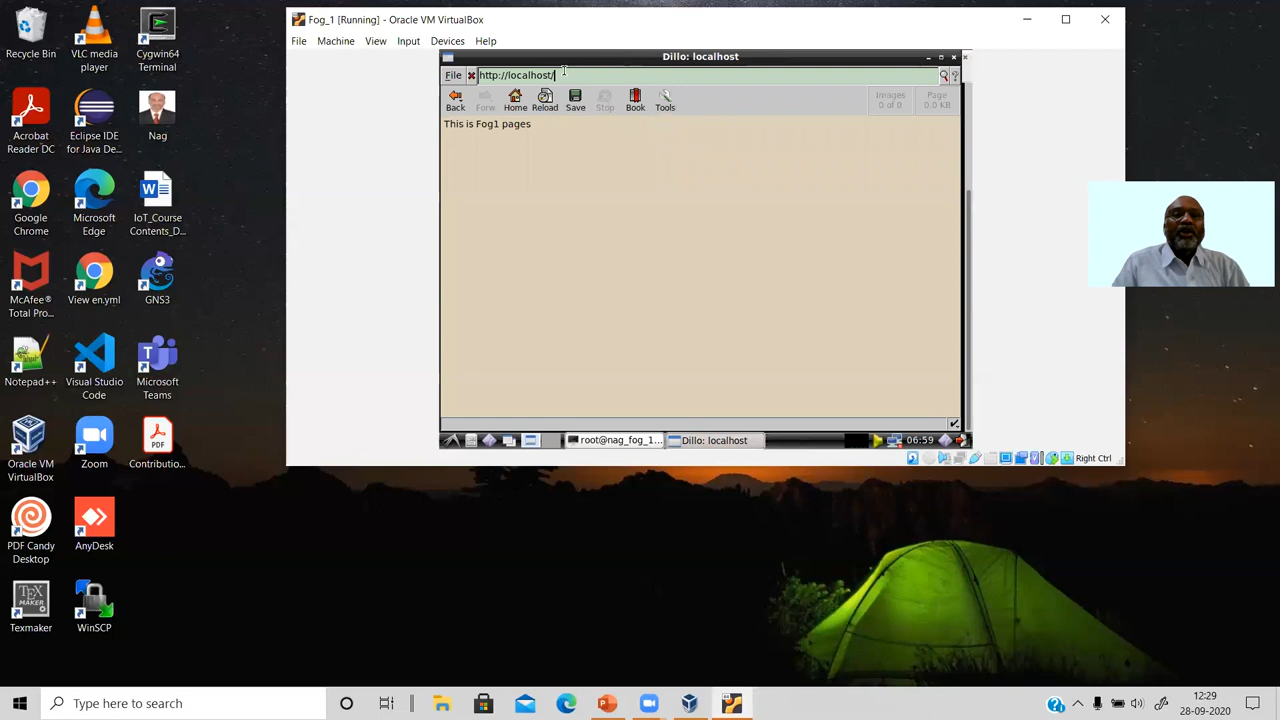 Recycle Bin
VLC media player
Cygwin64 Terminal
Acrobat Reader DC
Eclipse IDE for Java De...
Nag
Google Chrome
Microsoft Edge
IoT_Course Contents_D...
McAfee® Total Pro...
View en.yml
GNS3
Notepad++
Visual Studio Code
Microsoft Teams
Oracle VM VirtualBox
Zoom
PDF
Contributio...
PDF Candy Desktop
AnyDesk
TEX MAKER
Texmaker
WinSCP
Fog_1 [Running] - Oracle VM VirtualBox
File Machine View Input Devices Help
Dillo: localhost
File http://localhost/
Back Forw Home Reload Save Stop Book Tools
Images 0 of 0
Page 0.0 KB
This is Fog1 pages
root@nag_fog_1... Dillo: localhost 06:59
Right Ctrl
Type here to search
12:29
28-09-2020